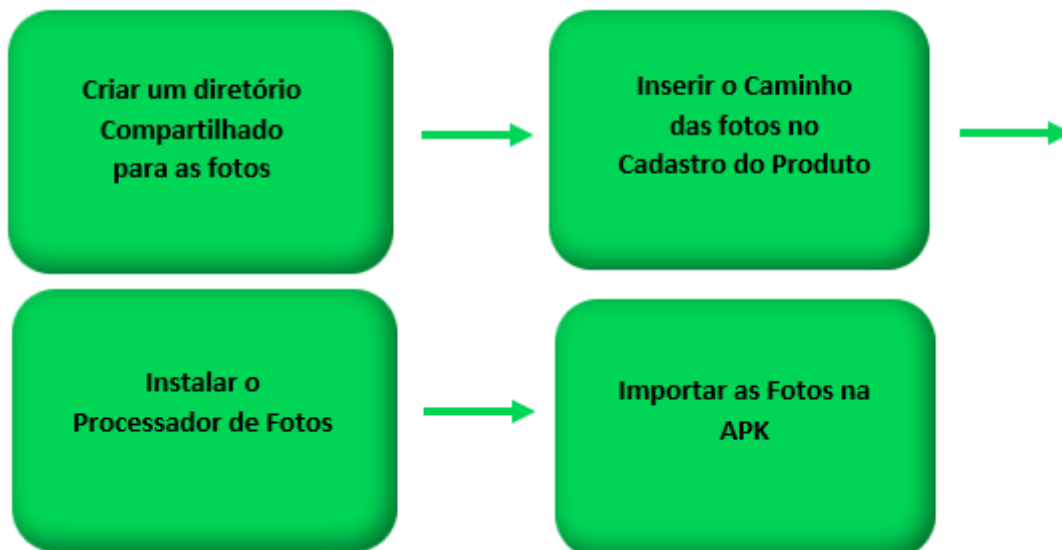 Criar um diretório
Compartilhado
para as fotos
Inserir o Caminho
das fotos no
Cadastro do Produto
Instalar o
Processador de Fotos
Importar as Fotos na
APK